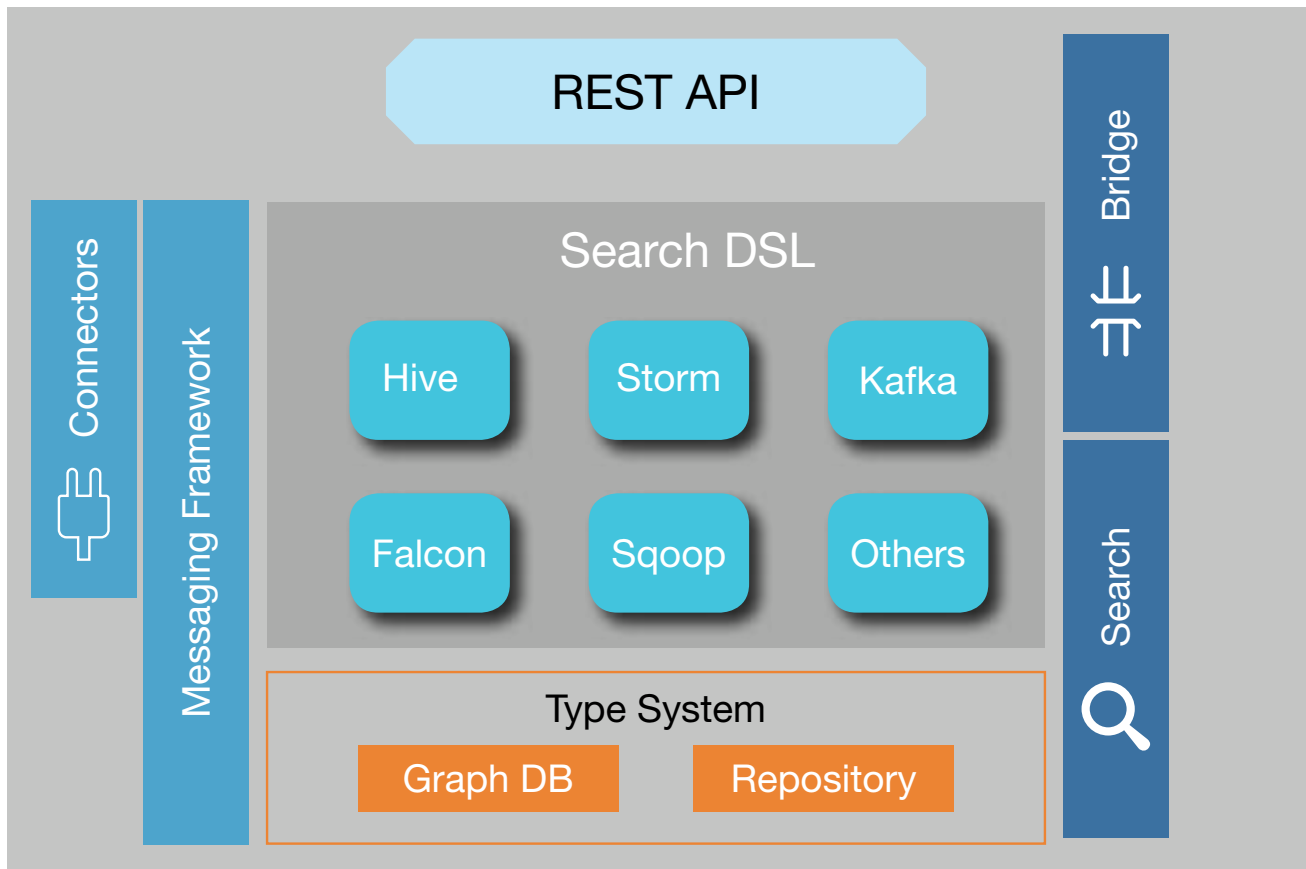 REST API
Connectors
Messaging Framework
Search DSL
Hive
Storm
Kafka
Falcon
Sqoop
Others
Type System
Graph DB
Repository
Bridge
Search